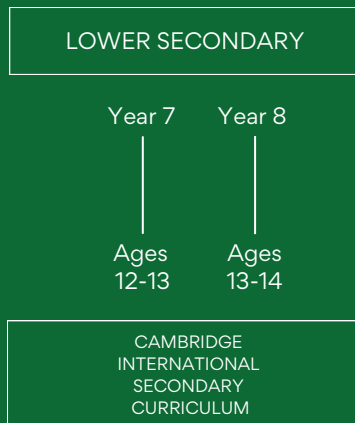 LOWER SECONDARY
Year 7 Year 8
Ages Ages
12-13 13-14
CAMBRIDGE
INTERNATIONAL
SECONDARY
CURRICULUM